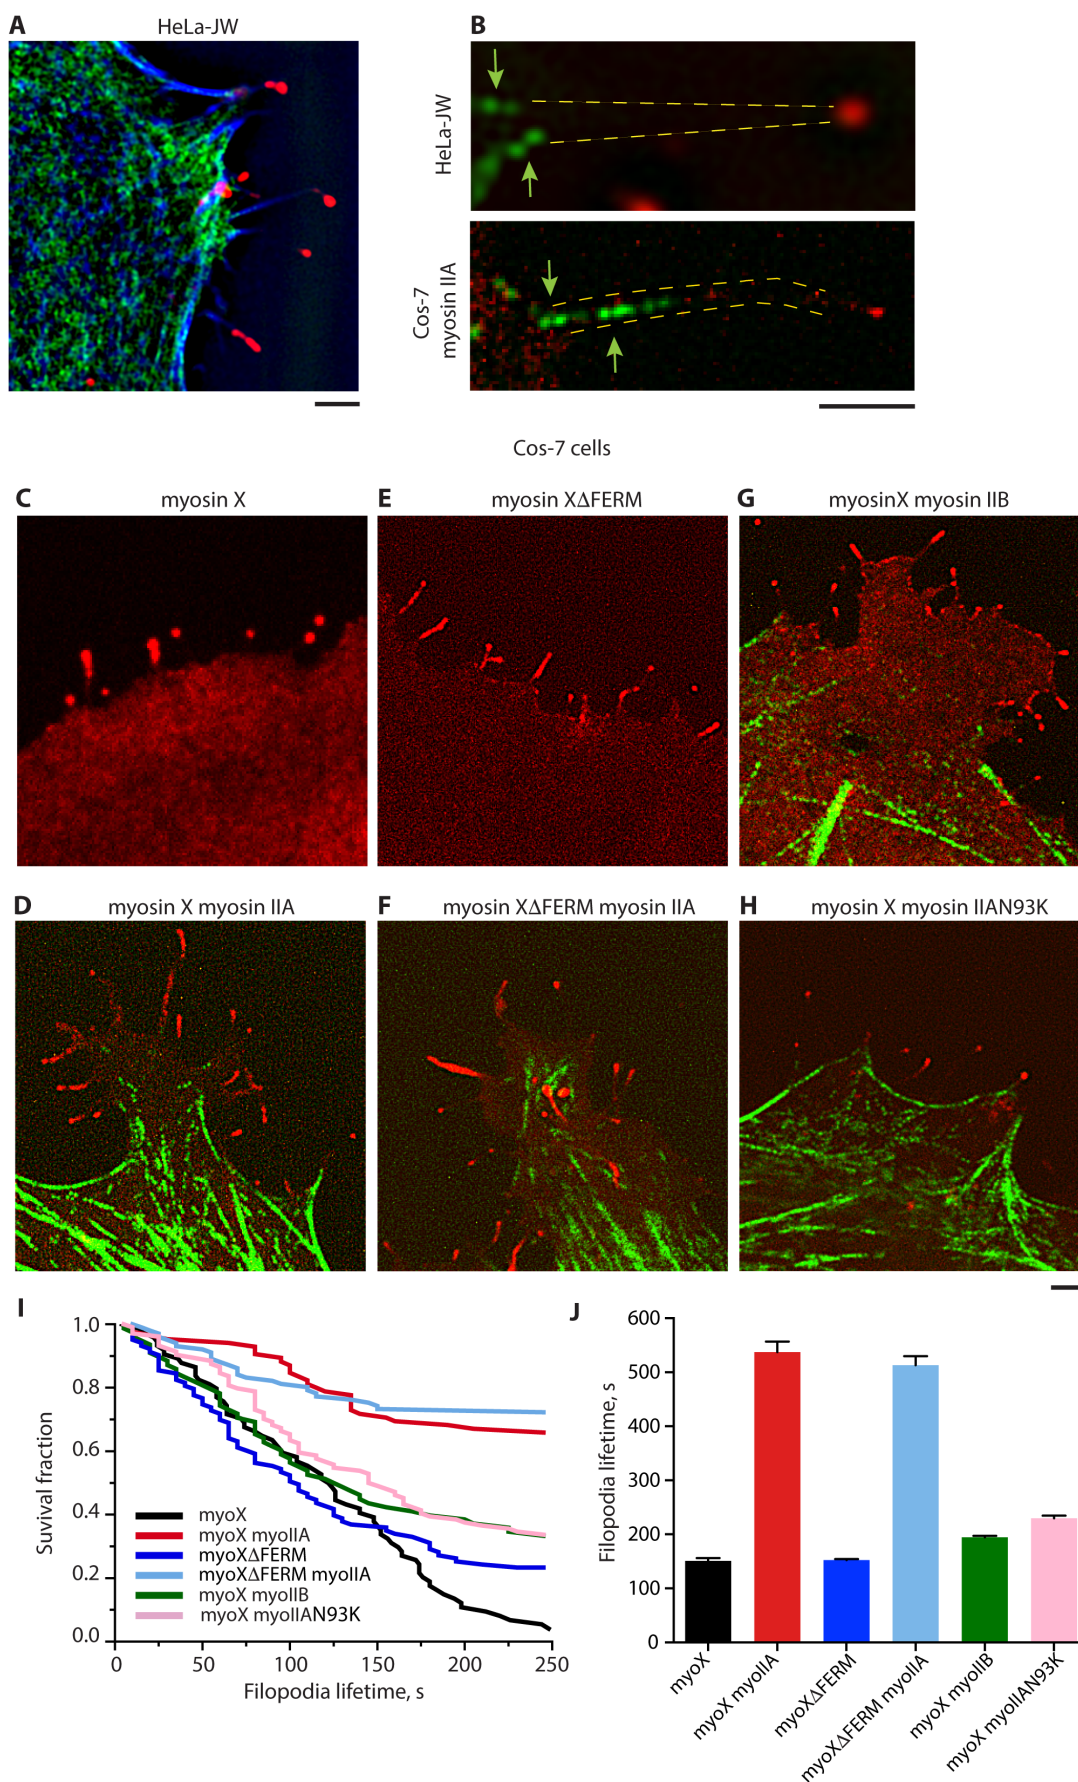 A
HeLa-JW
B
HeLa-JW
Cos-7
myosin IIA
Cos-7 cells
C
myosin X
E
myosin XΔFERM
G
myosinX myosin IIB
D
myosin X myosin IIA
F
myosin XΔFERM myosin IIA
H
myosin X myosin IIAN93K
I
Suvival fraction
1.0
0.8
0.6
0.4
0.2
0.0
myoX
myoX myoIIA
myoXΔFERM
myoXΔFERM myoIIA
myoX myoIIB
myoX myoIIAN93K
0
50
100
150
200
250
Filopodia lifetime, s
J
Filopodia lifetime, s
600
500
400
300
200
100
0
myoX
myoX myoIIA
myoXΔFERM
myoXΔFERM myoIIA
myoX myoIIB
myoX myoIIAN93K